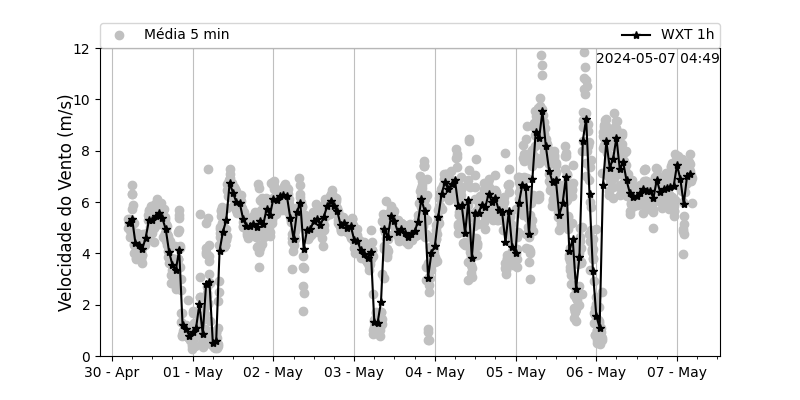 Média 5 min
WXT 1h
2024-05-07 04:49
Velocidade do Vento (m/s)
12
10
8
6
4
2
0
30 - Apr
01 - May
02 - May
03 - May
04 - May
05 - May
06 - May
07 - May